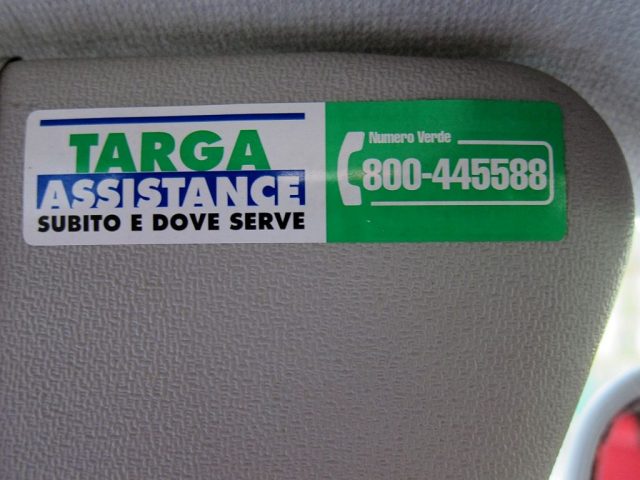 TARGA
ASSISTANCE
SUBITO E DOVE SERVE
Numero Verde
800-445588